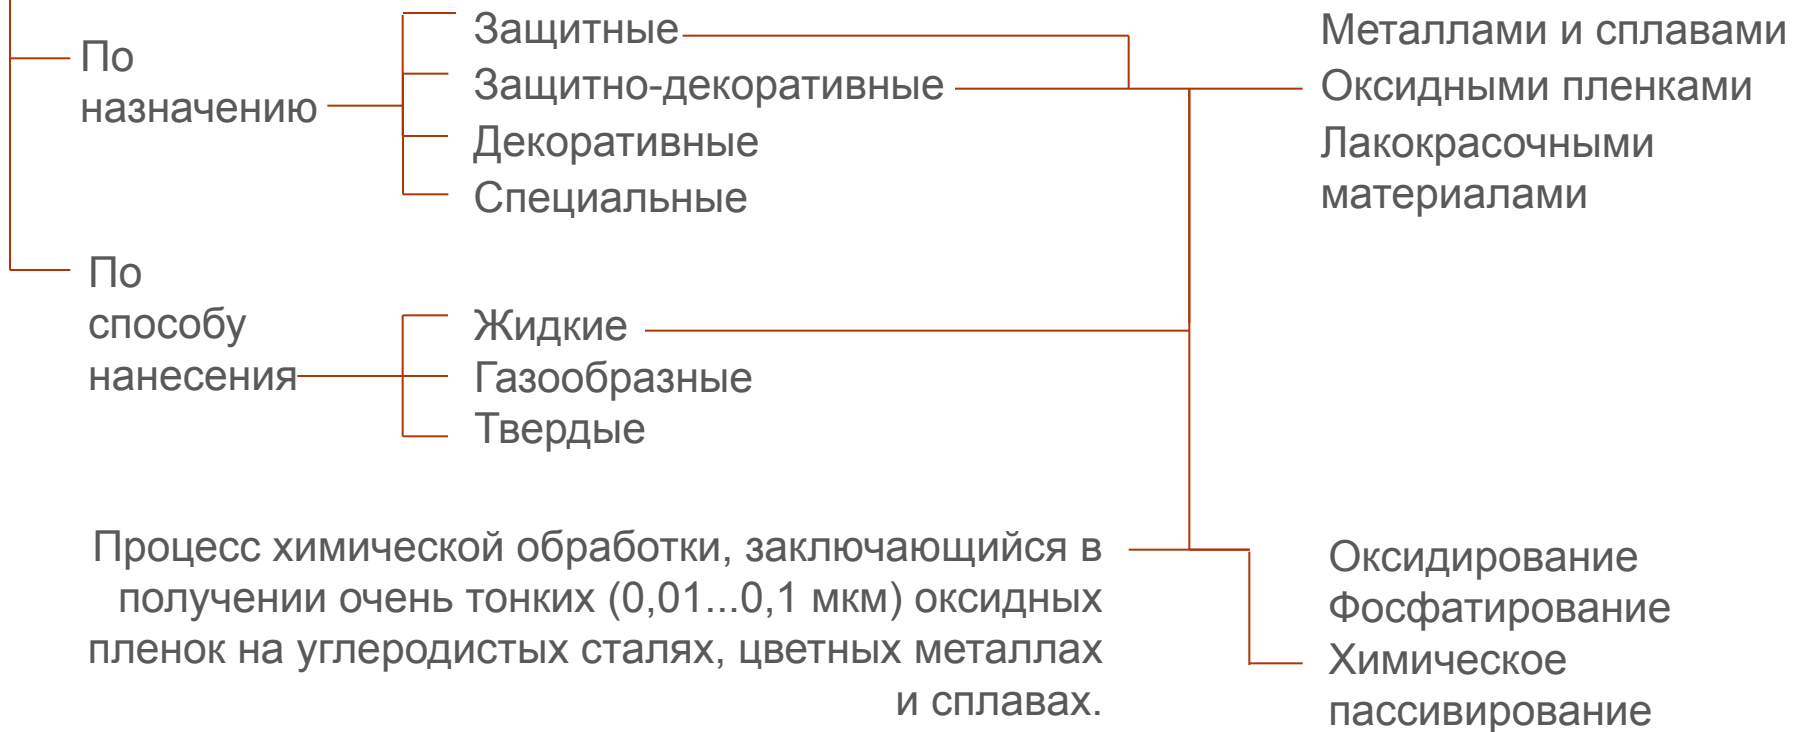 По
назначению
Защитные
Защитно-декоративные
Декоративные
Специальные
Металлами и сплавами
Оксидными пленками
Лакокрасочными
материалами
По
способу
нанесения
Жидкие
Газообразные
Твердые
Процесс химической обработки, заключающийся в
получении очень тонких (0,01...0,1 мкм) оксидных
пленок на углеродистых сталях, цветных металлах
и сплавах.
Оксидирование
Фосфатирование
Химическое
пассивирование